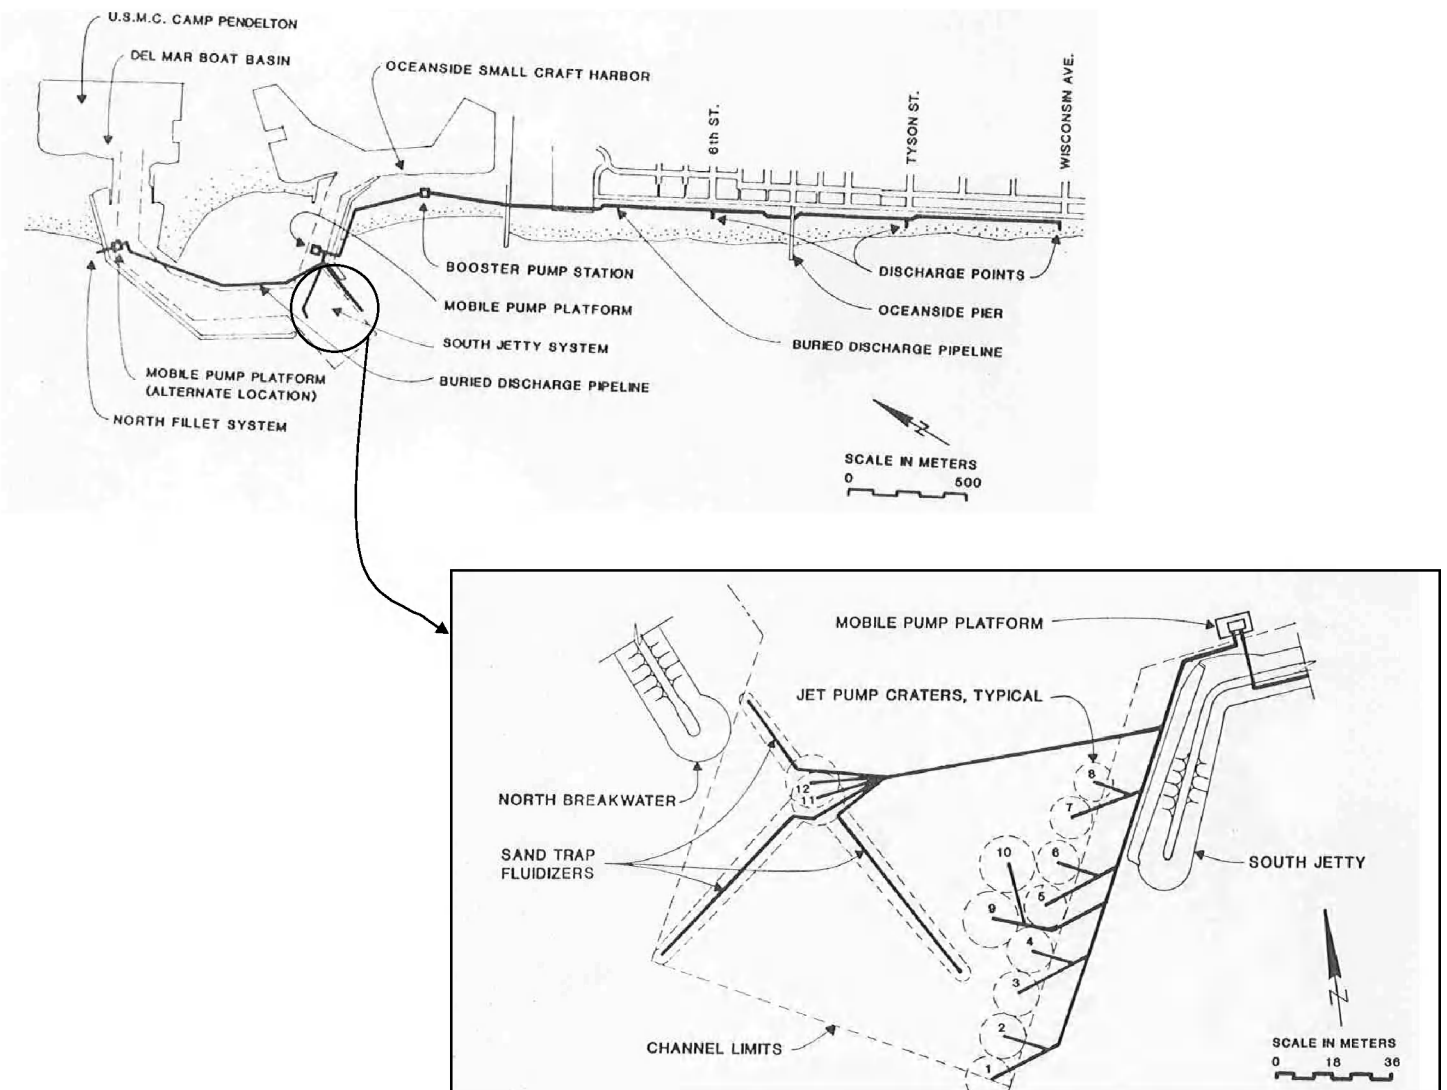 U.S.M.C. CAMP PENDELTON
DEL MAR BOAT BASIN
OCEANSIDE SMALL CRAFT HARBOR
6th ST.
TYSON ST.
WISCONSIN AVE.
BOOSTER PUMP STATION
DISCHARGE POINTS
MOBILE PUMP PLATFORM
OCEANSIDE PIER
SOUTH JETTY SYSTEM
BURIED DISCHARGE PIPELINE
MOBILE PUMP PLATFORM
(ALTERNATE LOCATION)
BURIED DISCHARGE PIPELINE
NORTH FILLET SYSTEM
N
SCALE IN METERS
0 500
MOBILE PUMP PLATFORM
JET PUMP CRATERS, TYPICAL
NORTH BREAKWATER
12
11
8
7
SAND TRAP
FLUIDIZERS
10
6
SOUTH JETTY
5
9
4
3
2
1
CHANNEL LIMITS
N
SCALE IN METERS
0 18 36